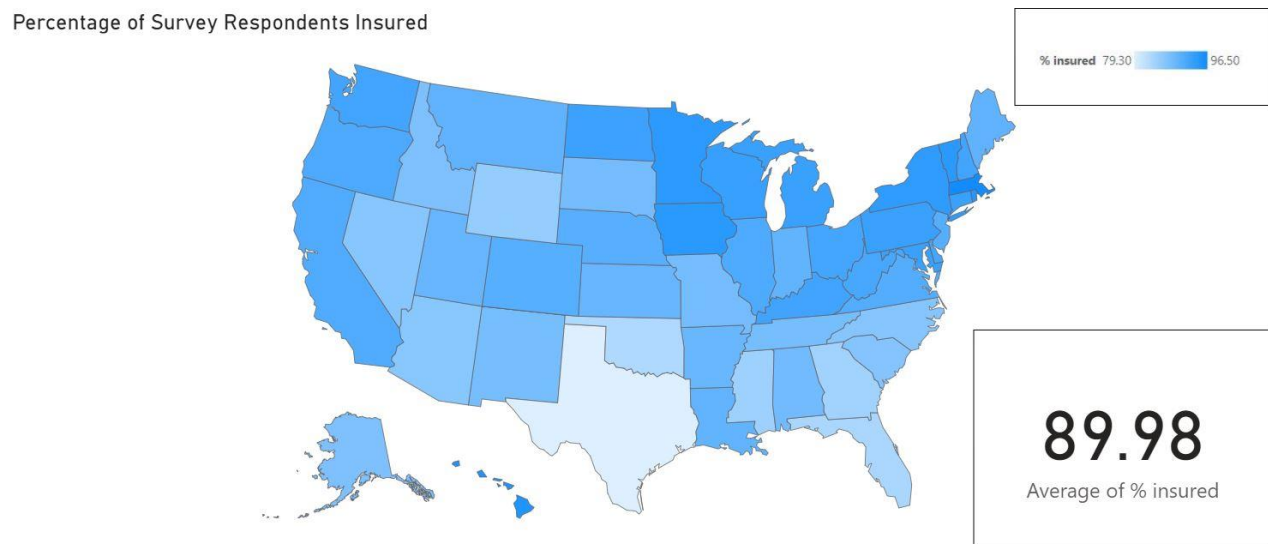 Percentage of Survey Respondents Insured
% insured 79.30 96.50
89.98
Average of % insured